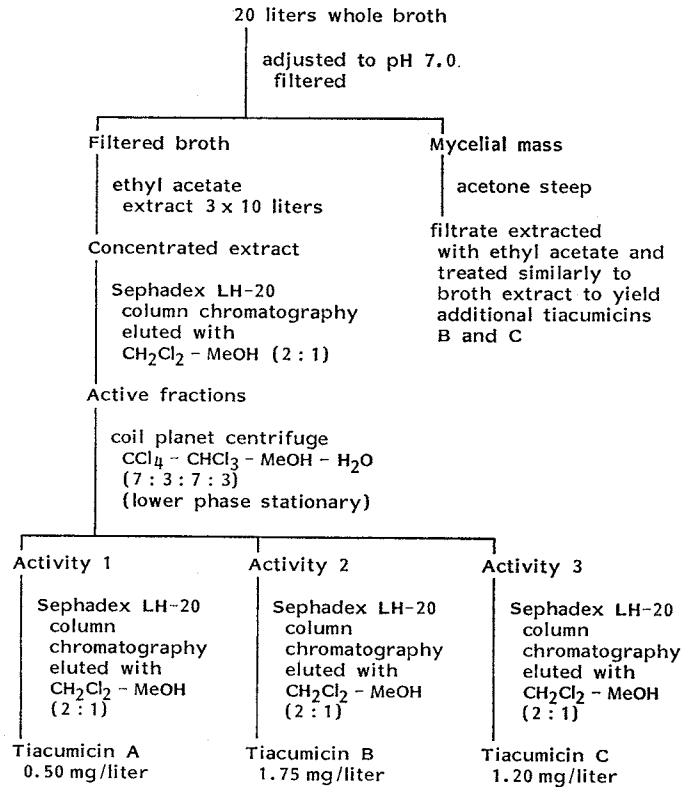 20 liters whole broth
adjusted to pH 7.0.
filtered
Filtered broth
ethyl acetate
extract 3 x 10 liters
Concentrated extract
Sephadex LH-20
column chromatography
eluted with
CH₂Cl₂ – MeOH (2 : 1)
Active fractions
coil planet centrifuge
CCl₄ – CHCl₃ – MeOH – H₂O
(7 : 3 : 7 : 3)
(lower phase stationary)
Mycelial mass
acetone steep
filtrate extracted
with ethyl acetate and
treated similarly to
broth extract to yield
additional tiacumicins
B and C
Activity 1
Sephadex LH-20
column
chromatography
eluted with
CH₂Cl₂ – MeOH
(2 : 1)
Tiacumicin A
0.50 mg/liter
Activity 2
Sephadex LH-20
column
chromatography
eluted with
CH₂Cl₂ – MeOH
(2 : 1)
Tiacumicin B
1.75 mg/liter
Activity 3
Sephadex LH-20
column
chromatography
eluted with
CH₂Cl₂ – MeOH
(2 : 1)
Tiacumicin C
1.20 mg/liter